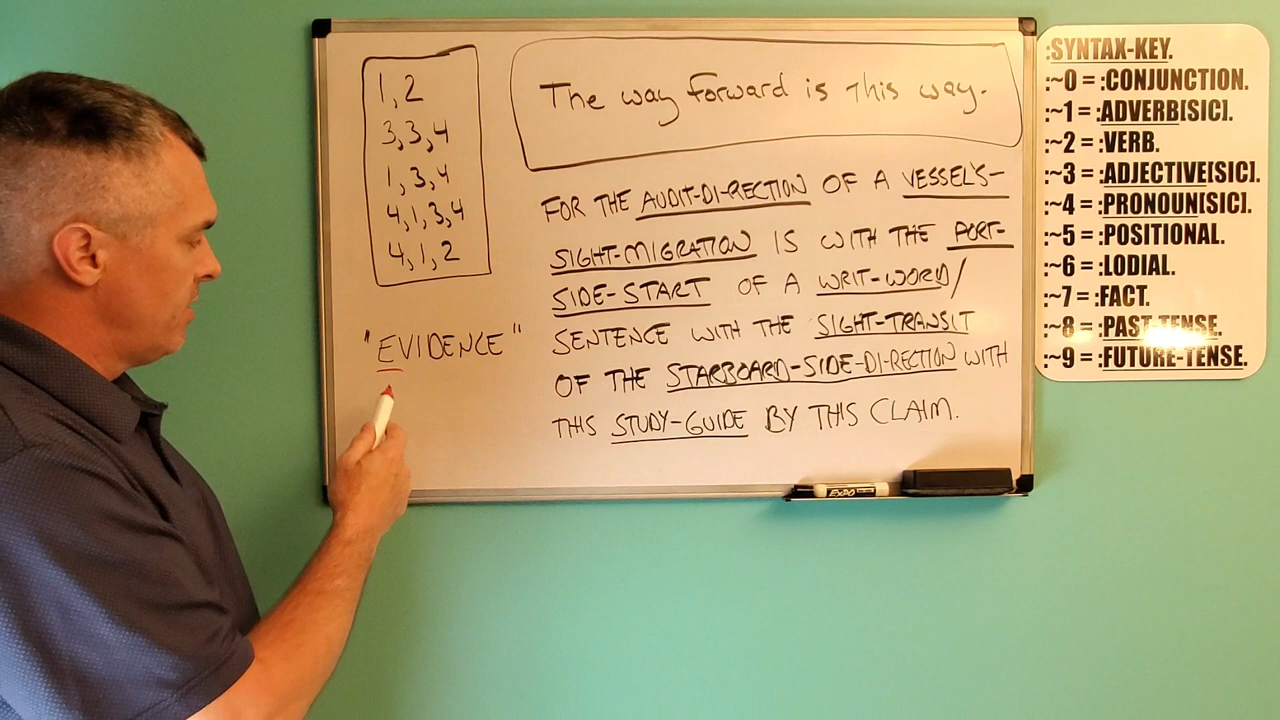 1, 2
3, 3, 4
1, 3, 4
4, 1, 3, 4
4, 1, 2
"EVIDENCE"
The way forward is this way.
FOR THE AUDIT-DI-RECTION OF A VESSEL'S-
SIGHT-MIGRATION IS WITH THE PORT-
SIDE-START OF A WRIT-WORD/
SENTENCE WITH THE SIGHT-TRANSIT
OF THE STARBOARD-SIDE-DI-RECTION WITH
THIS STUDY-GUIDE BY THIS CLAIM.
EXPO
:SYNTAX-KEY.
:~0 = :CONJUNCTION.
:~1 = :ADVERB[SIC].
:~2 = :VERB.
:~3 = :ADJECTIVE[SIC].
:~4 = :PRONOUN[SIC].
:~5 = :POSITIONAL.
:~6 = :LODIAL.
:~7 = :FACT.
:~8 = :PAST-TENSE.
:~9 = :FUTURE-TENSE.